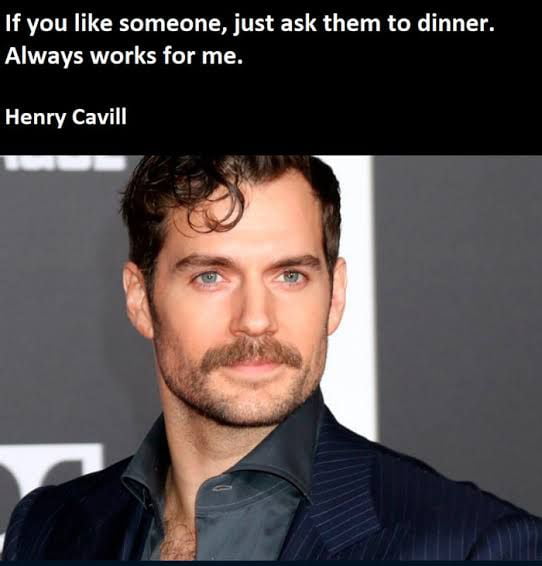 If you like someone, just ask them to dinner.
Always works for me.
Henry Cavill